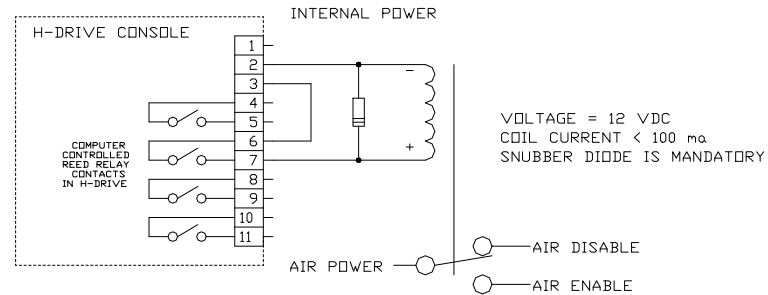 INTERNAL POWER
H-DRIVE CONSOLE
1
2
3
4
5
6
7
8
9
10
11
COMPUTER
CONTROLLED
REED RELAY
CONTACTS
IN H-DRIVE
-
+
VOLTAGE = 12 VDC
COIL CURRENT < 100 ma
SNUBBER DIODE IS MANDATORY
AIR POWER
AIR DISABLE
AIR ENABLE